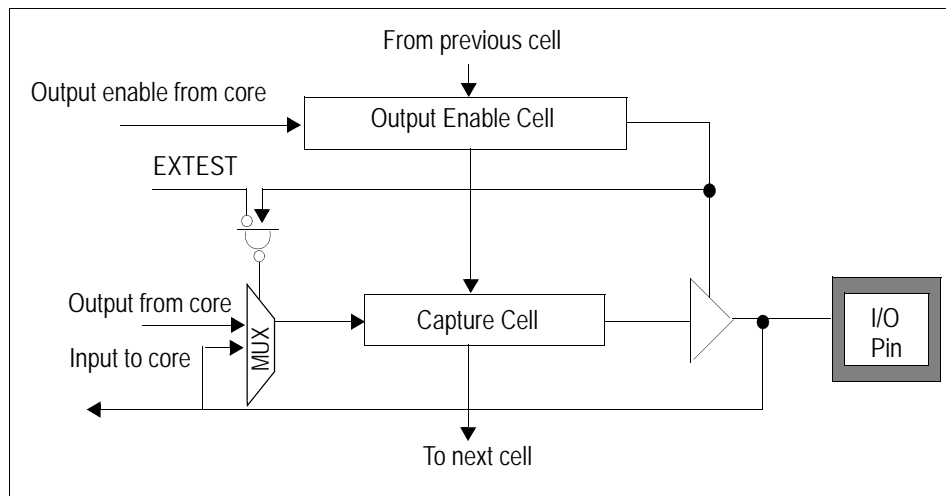 From previous cell
Output enable from core
Output Enable Cell
EXTEST
Output from core
Input to core
MUX
Capture Cell
I/O
Pin
To next cell